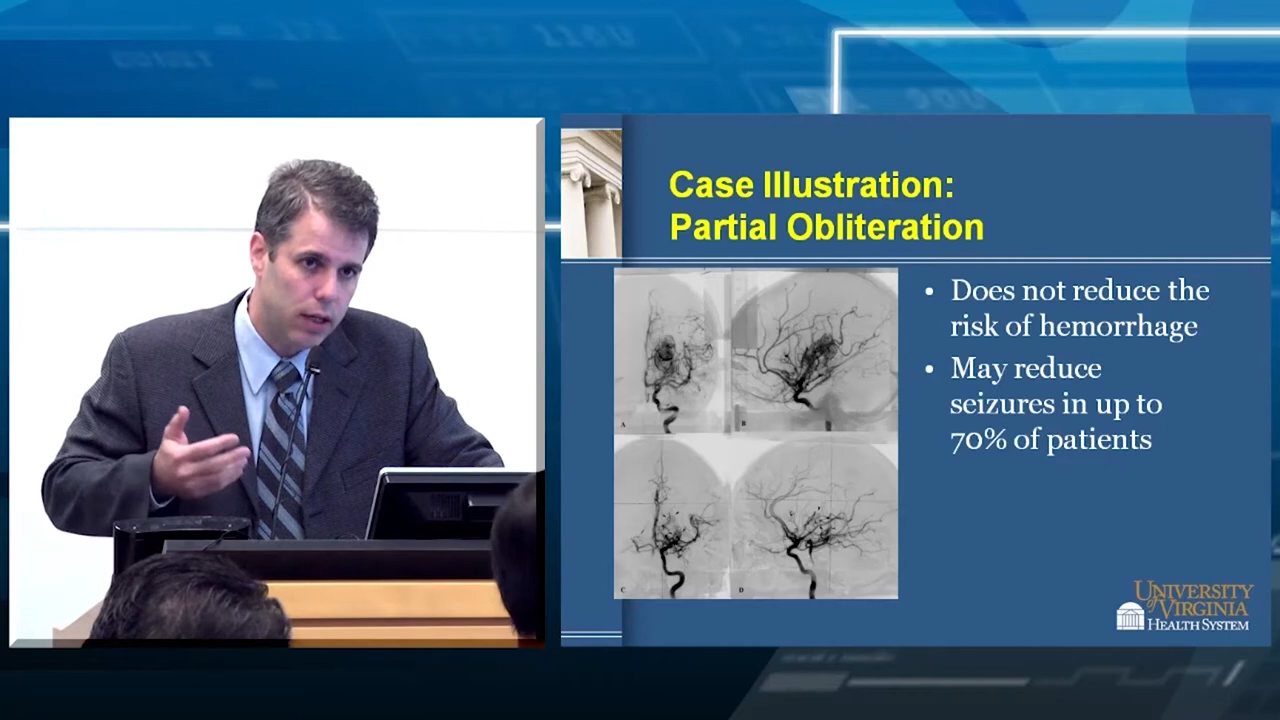 Case Illustration:
Partial Obliteration
• Does not reduce the
risk of hemorrhage
• May reduce
seizures in up to
70% of patients
A
B
C
D
UNIVERSITY
of VIRGINIA
HEALTH SYSTEM